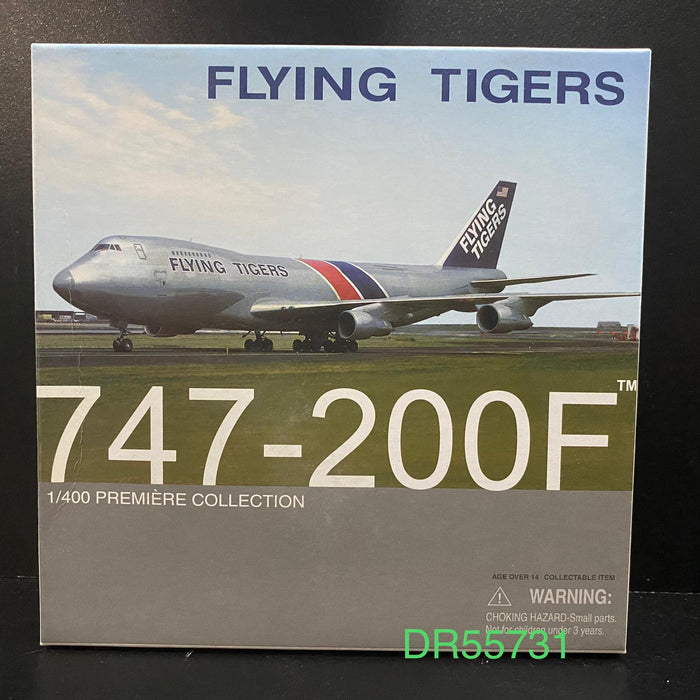 FLYING TIGERS
FLYING
TIGERS
FLYING TIGERS
747-200F™
1/400 PREMIÈRE COLLECTION
AGE OVER 14 COLLECTABLE ITEM
WARNING:
CHOKING HAZARD-Small parts.
Not for children under 3 years.
DR55731